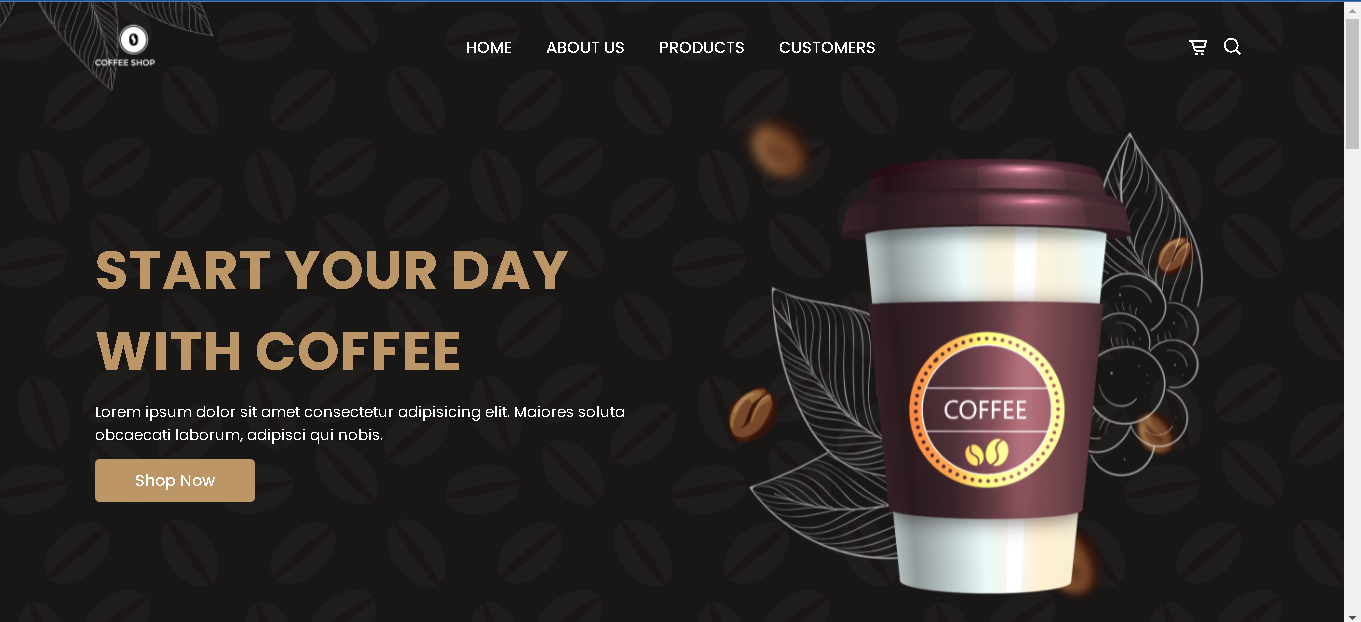 COFFEE SHOP
HOME ABOUT US PRODUCTS CUSTOMERS
START YOUR DAY
WITH COFFEE
Lorem ipsum dolor sit amet consectetur adipisicing elit. Maiores soluta
obcaecati laborum, adipisci qui nobis.
Shop Now
COFFEE